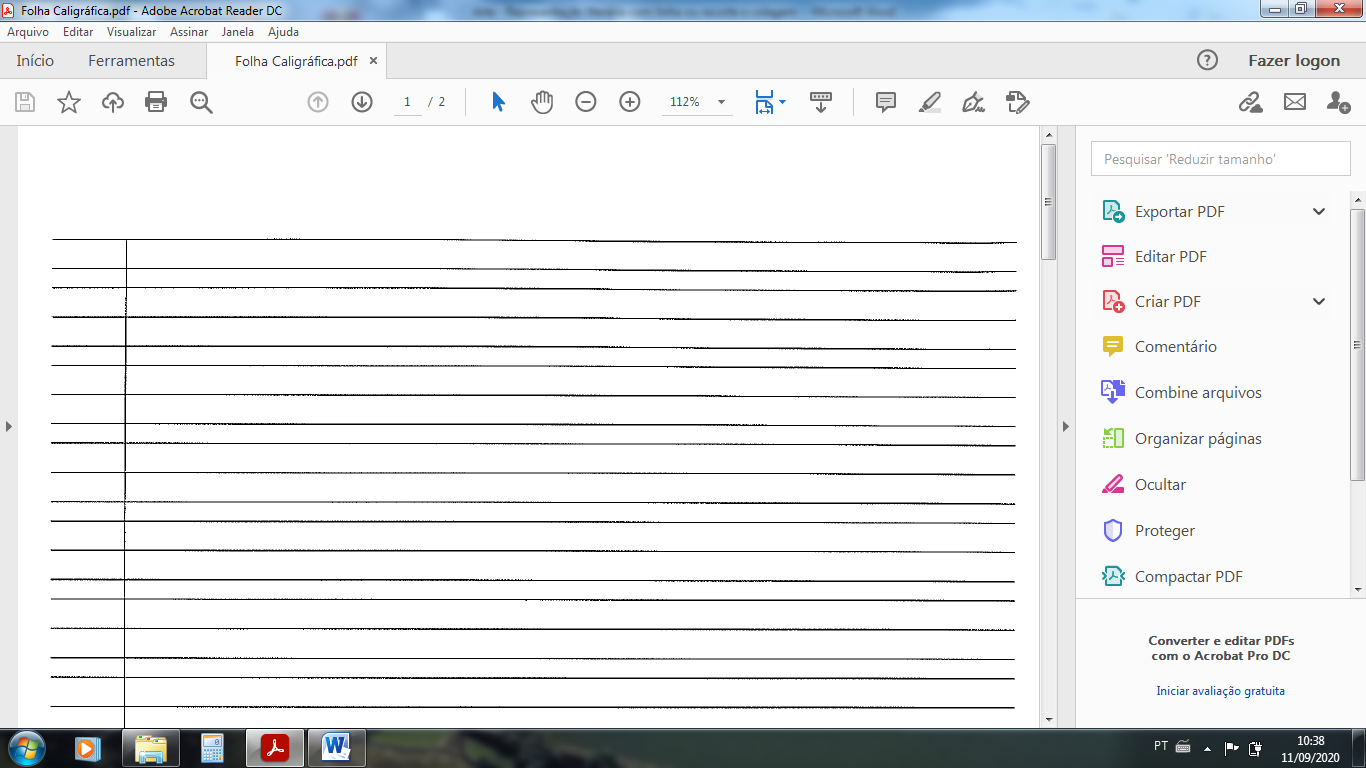 Folha Caligráfica.pdf - Adobe Acrobat Reader DC
Arquivo Editar Visualizar Assinar Janela Ajuda
Início Ferramentas Folha Caligráfica.pdf × Fazer logon
1 / 2 112%
Pesquisar 'Reduzir tamanho'
Exportar PDF
Editar PDF
Criar PDF
Comentário
Combine arquivos
Organizar páginas
Ocultar
Proteger
Compactar PDF
Converter e editar PDFs
com o Acrobat Pro DC
Iniciar avaliação gratuita
PT 10:38
11/09/2020